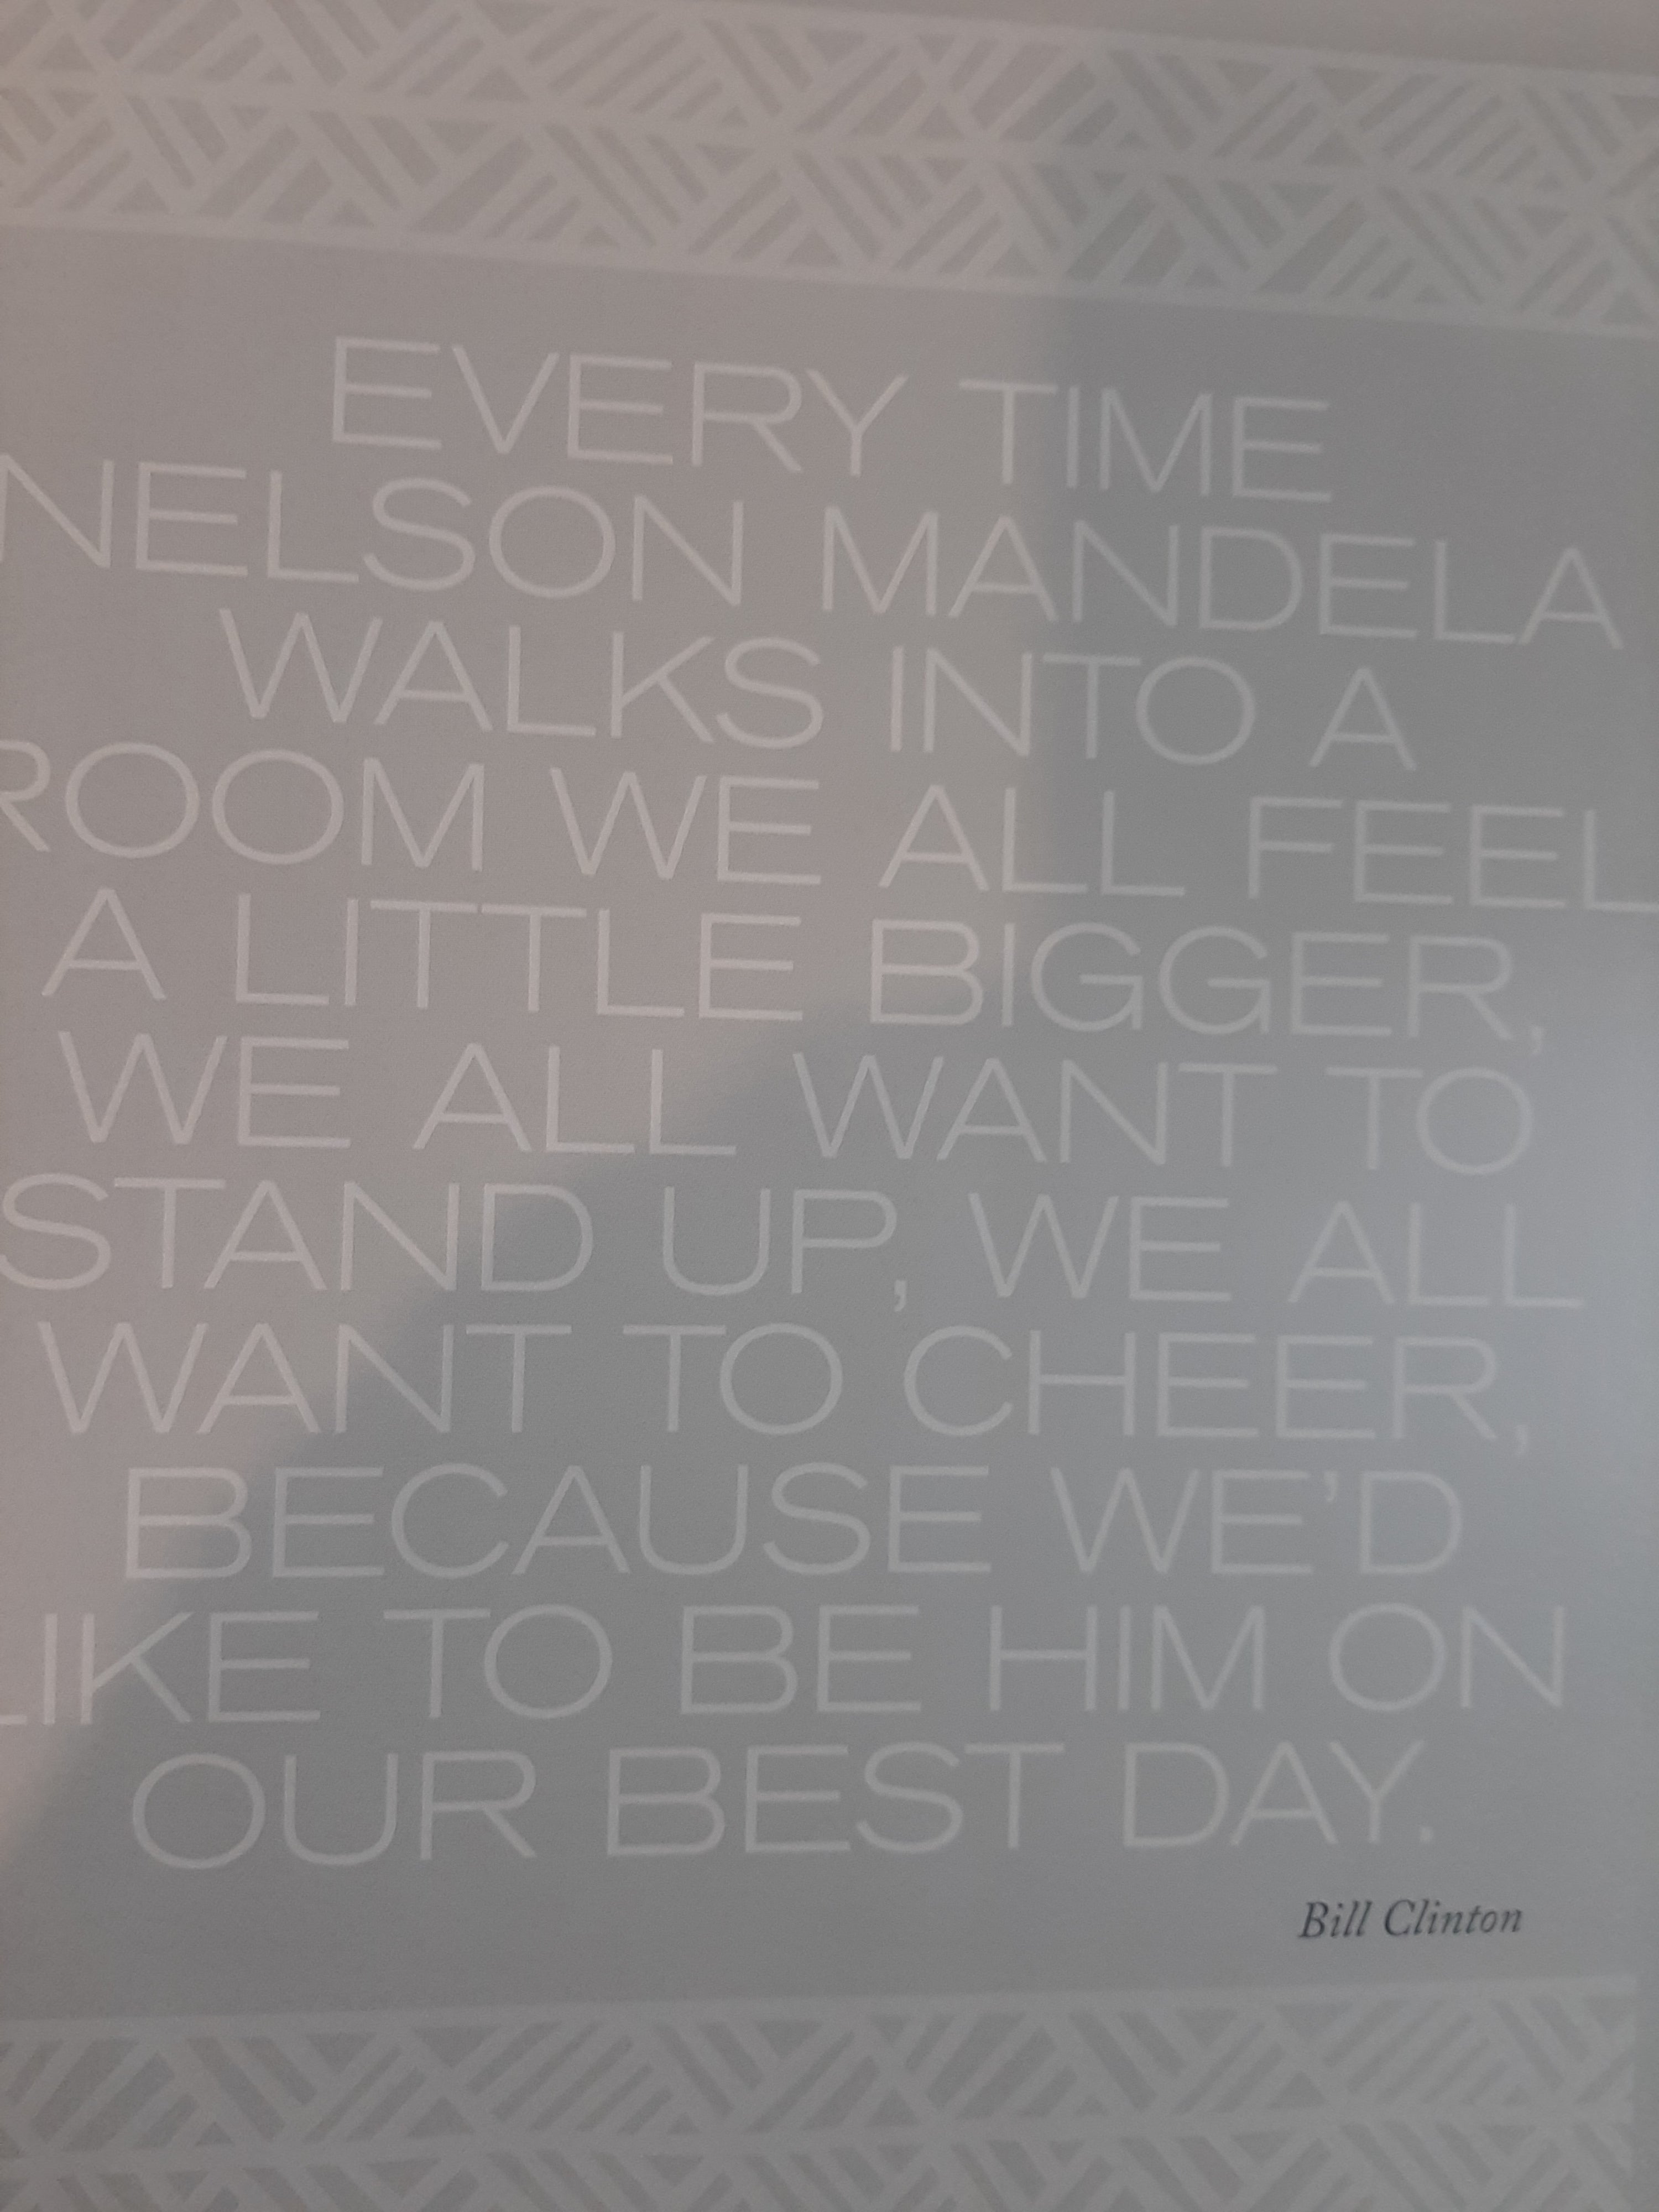 EVERY TIME
NELSON MANDELA
WALKS INTO A
ROOM WE ALL FEEL
A LITTLE BIGGER,
WE ALL WANT TO
STAND UP, WE ALL
WANT TO CHEER,
BECAUSE WE'D
LIKE TO BE HIM ON
OUR BEST DAY.
Bill Clinton